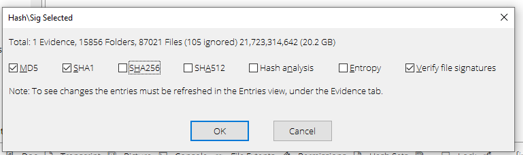 Hash\Sig Selected
Total: 1 Evidence, 15856 Folders, 87021 Files (105 ignored) 21,723,314,642 (20.2 GB)
MD5 SHA1 SHA256 SHA512 Hash analysis Entropy Verify file signatures
Note: To see changes the entries must be refreshed in the Entries view, under the Evidence tab.
OK Cancel